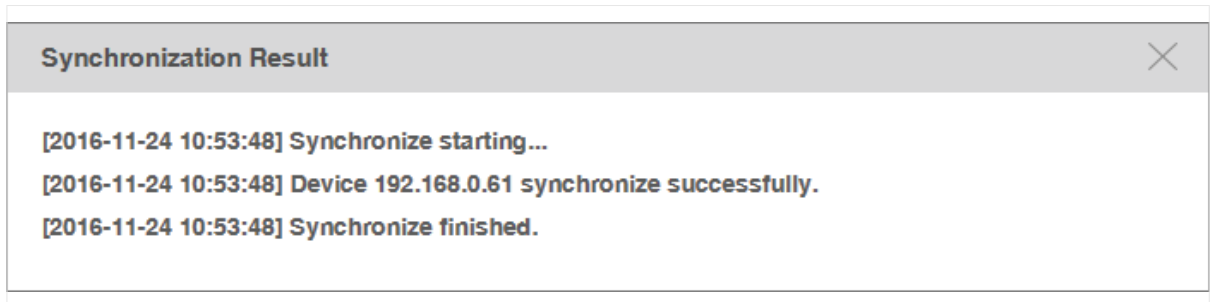 Synchronization Result
[2016-11-24 10:53:48] Synchronize starting...
[2016-11-24 10:53:48] Device 192.168.0.61 synchronize successfully.
[2016-11-24 10:53:48] Synchronize finished.